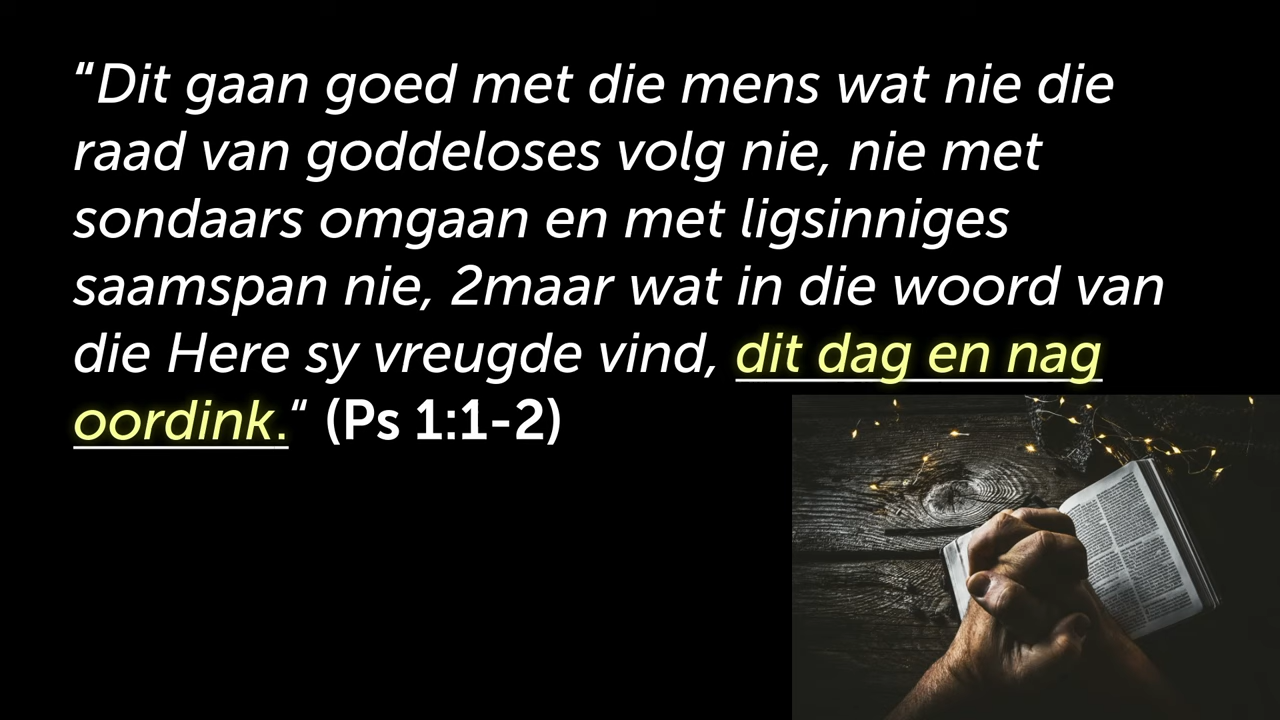 “Dit gaan goed met die mens wat nie die
raad van goddeloses volg nie, nie met
sondaars omgaan en met ligsinniges
saamspan nie, 2maar wat in die woord van
die Here sy vreugde vind, dit dag en nag
oordink.“ (Ps 1:1-2)